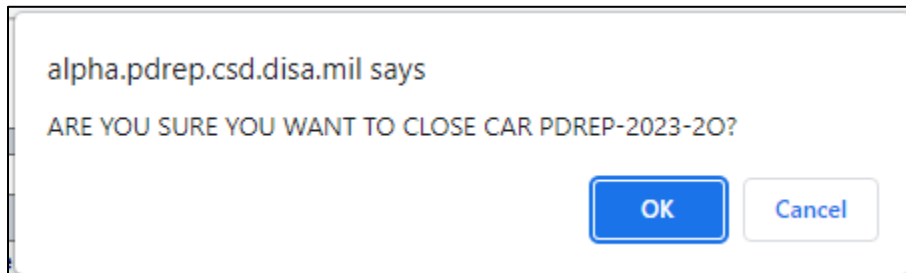 alpha.pdrep.csd.disa.mil says
ARE YOU SURE YOU WANT TO CLOSE CAR PDREP-2023-2O?
OK Cancel